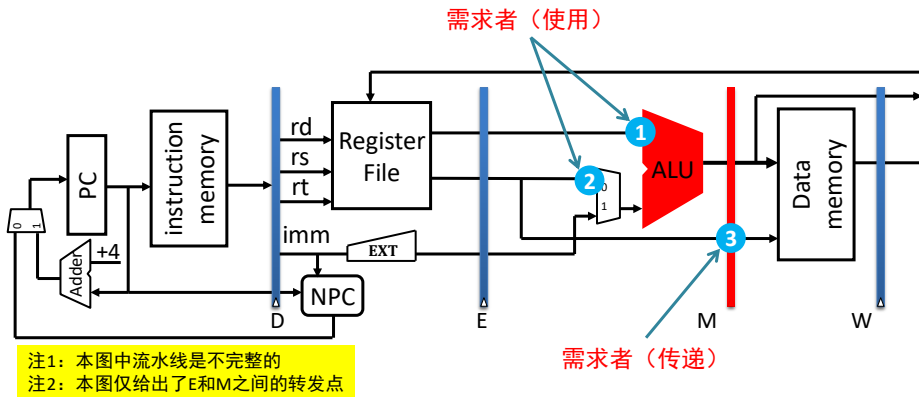 需求者（使用）
1
rd
rs
rt
Register
File
PC
instruction
memory
2
0
1
ALU
Data
memory
imm
EXT
3
0
1
Adder
+4
NPC
D
E
M
W
需求者（传递）
注1：本图中流水线是不完整的
注2：本图仅给出了E和M之间的转发点